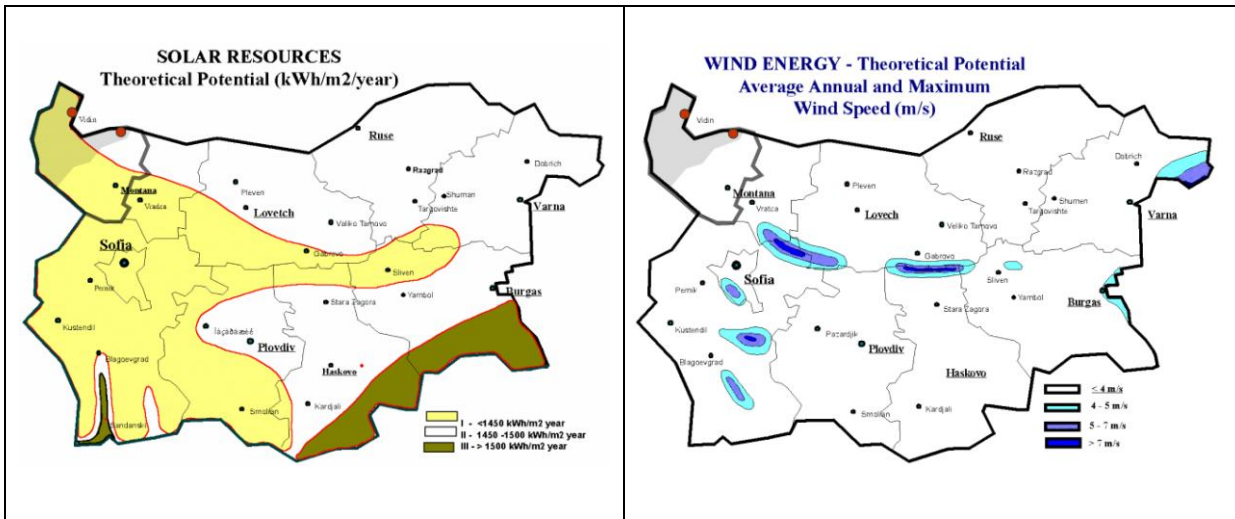 SOLAR RESOURCES
Theoretical Potential (kWh/m2/year)
Vidin
Ruse
Montana
Vratsa
Pleven
Lovetch
Razgrad
Dobrich
Shuman
Targovishte
Varna
Veliko Tarnovo
Sofia
Gabrovo
Sliven
Pernik
Stara Zagora
Yambol
Burgas
Kustendil
Ïàçàðäæèê
Plovdiv
Blagoevgrad
Haskovo
Kardjali
Smolian
Sandanski
I - <1450 kWh/m2 year
II - 1450 -1500 kWh/m2 year
III - > 1500 kWh/m2 year
WIND ENERGY - Theoretical Potential
Average Annual and Maximum
Wind Speed (m/s)
Vidin
Ruse
Dobrich
Montana
Vratca
Pleven
Lovech
Razgrad
Shumen
Targovishte
Varna
Veliko Tarnovo
Gabrovo
Sofia
Sliven
Pernik
Yambol
Burgas
Stara Zagora
Kustendil
Pazardjik
Plovdiv
Blagoevgrad
Haskovo
Smolian
Kardjali
< 4 m/s
4 - 5 m/s
5 - 7 m/s
> 7 m/s